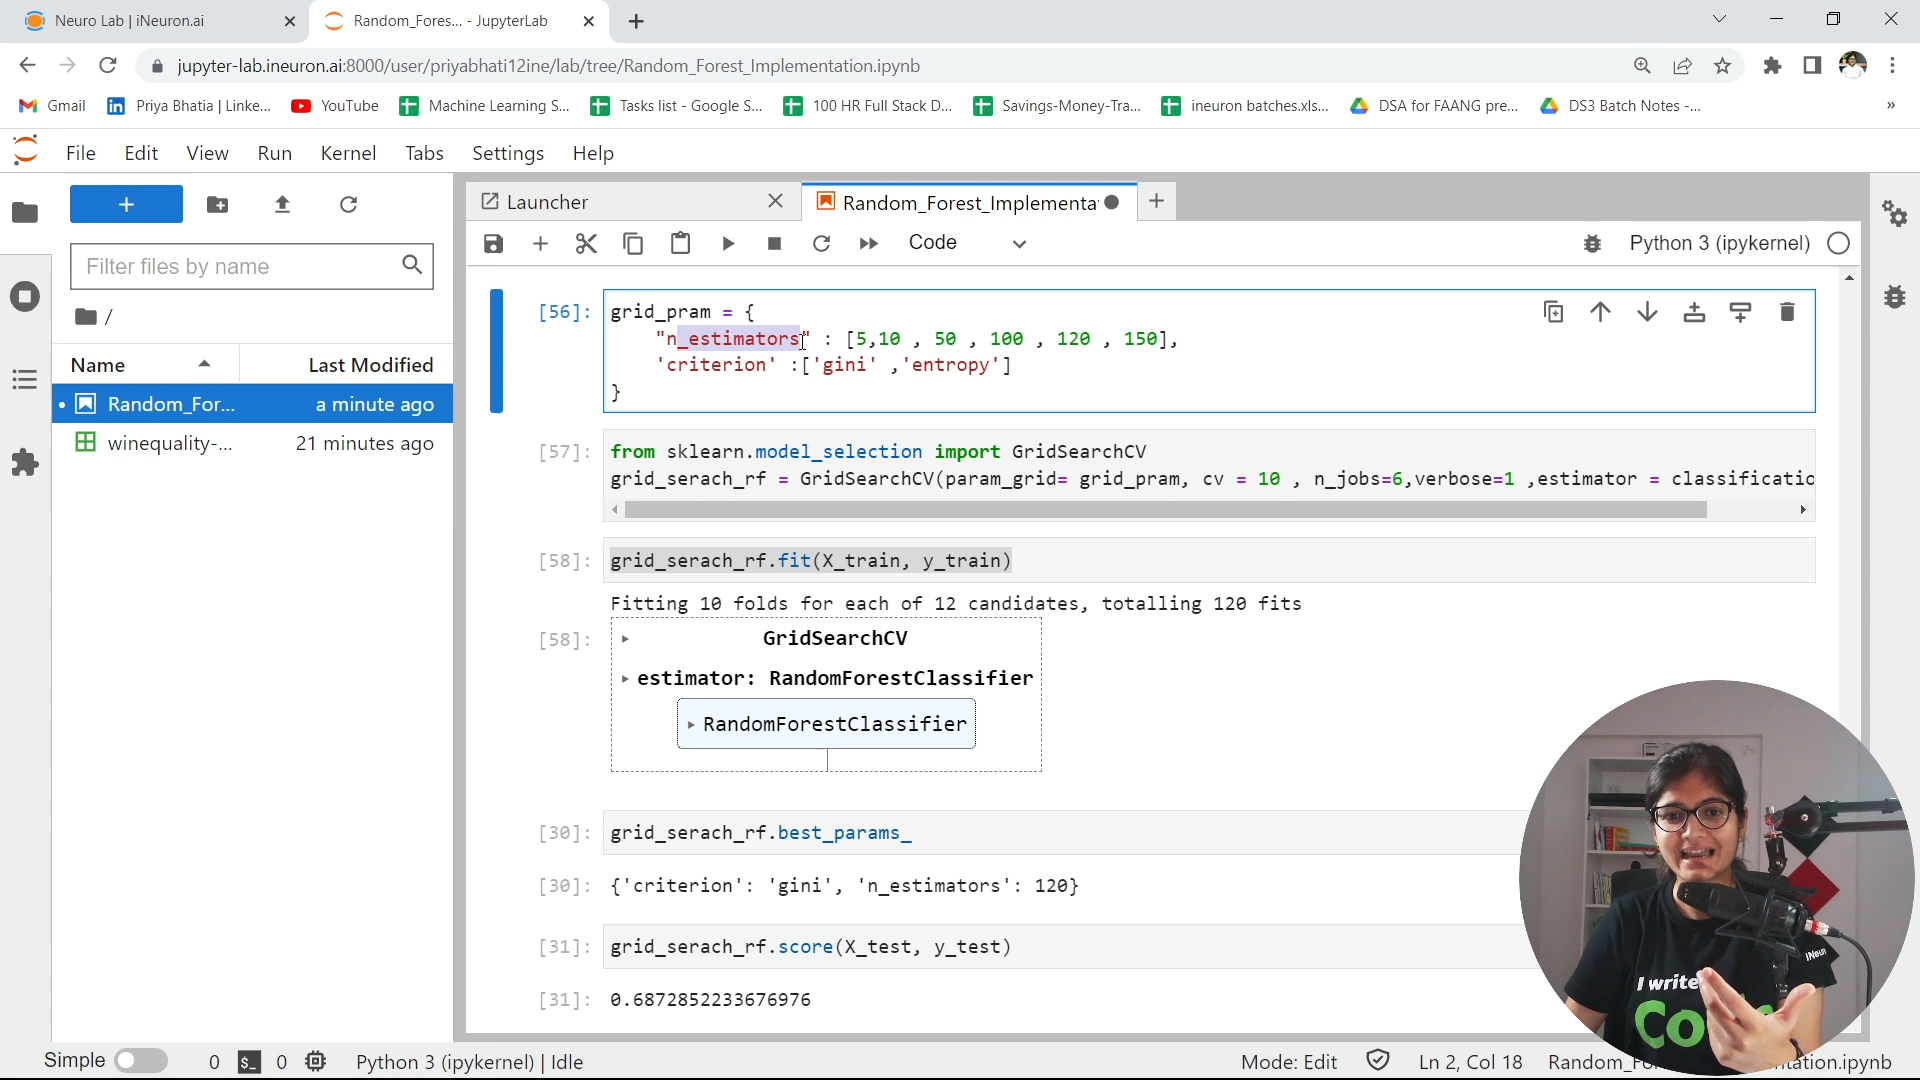 Neuro Lab | iNeuron.ai
Random_Fores... - JupyterLab
jupyter-lab.ineuron.ai:8000/user/priyabhati12ine/lab/tree/Random_Forest_Implementation.ipynb
Gmail
Priya Bhatia | Linke...
YouTube
Machine Learning S...
Tasks list - Google S...
100 HR Full Stack D...
Savings-Money-Tra...
ineuron batches.xls...
DSA for FAANG pre...
DS3 Batch Notes -...
»
File Edit View Run Kernel Tabs Settings Help
Launcher
Random_Forest_Implementa
Filter files by name
Code
Python 3 (ipykernel)
/
Name
Last Modified
Random_For... a minute ago
winequality-... 21 minutes ago
[56]: grid_pram = {
"n_estimators" : [5,10 , 50 , 100 , 120 , 150],
'criterion' :['gini' ,'entropy']
}
[57]: from sklearn.model_selection import GridSearchCV
grid_serach_rf = GridSearchCV(param_grid= grid_pram, cv = 10 , n_jobs=6,verbose=1 ,estimator = classificatio
[58]: grid_serach_rf.fit(X_train, y_train)
Fitting 10 folds for each of 12 candidates, totalling 120 fits
[58]: GridSearchCV
estimator: RandomForestClassifier
RandomForestClassifier
[30]: grid_serach_rf.best_params_
[30]: {'criterion': 'gini', 'n_estimators': 120}
[31]: grid_serach_rf.score(X_test, y_test)
[31]: 0.6872852233676976
iNeur
I write
Co
Simple
0
$_
0
Python 3 (ipykernel) | Idle
Mode: Edit
Ln 2, Col 18
Random_Fo
tation.ipynb